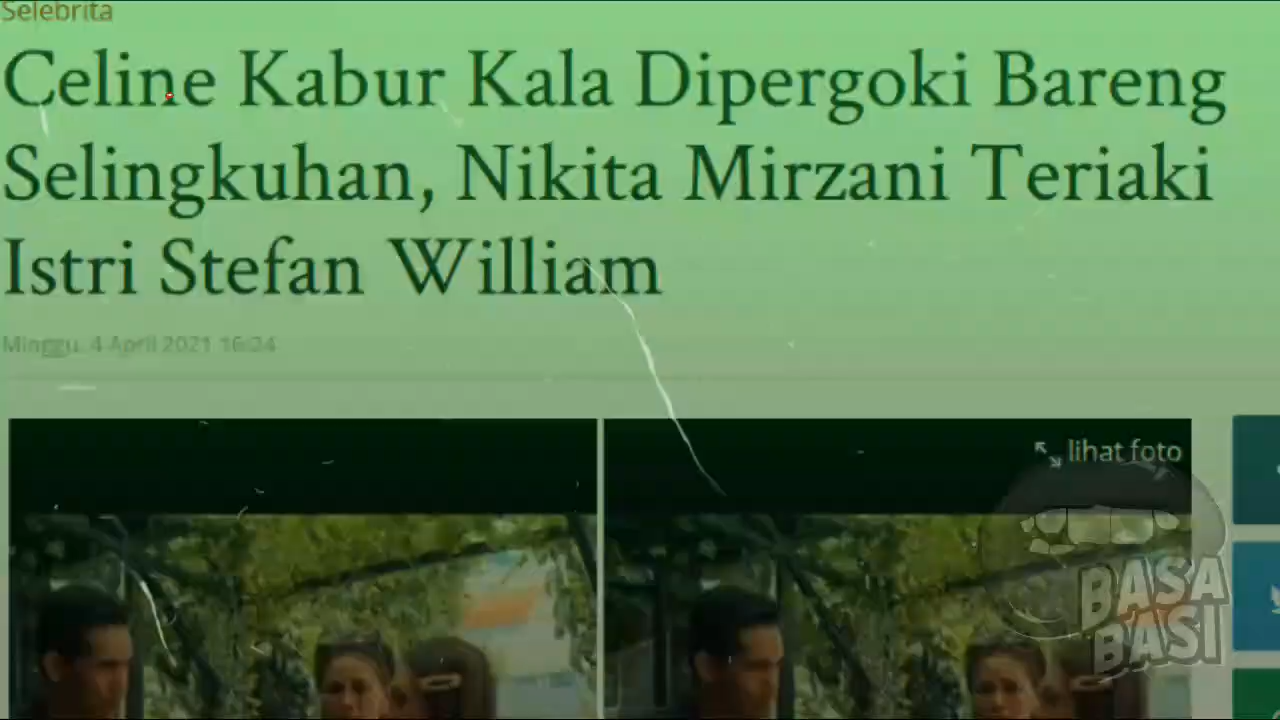 Selebrita
Celine Kabur Kala Dipergoki Bareng
Selingkuhan, Nikita Mirzani Teriaki
Istri Stefan William
Minggu, 4 April 2021 16:24
lihat foto
BASA
BASI